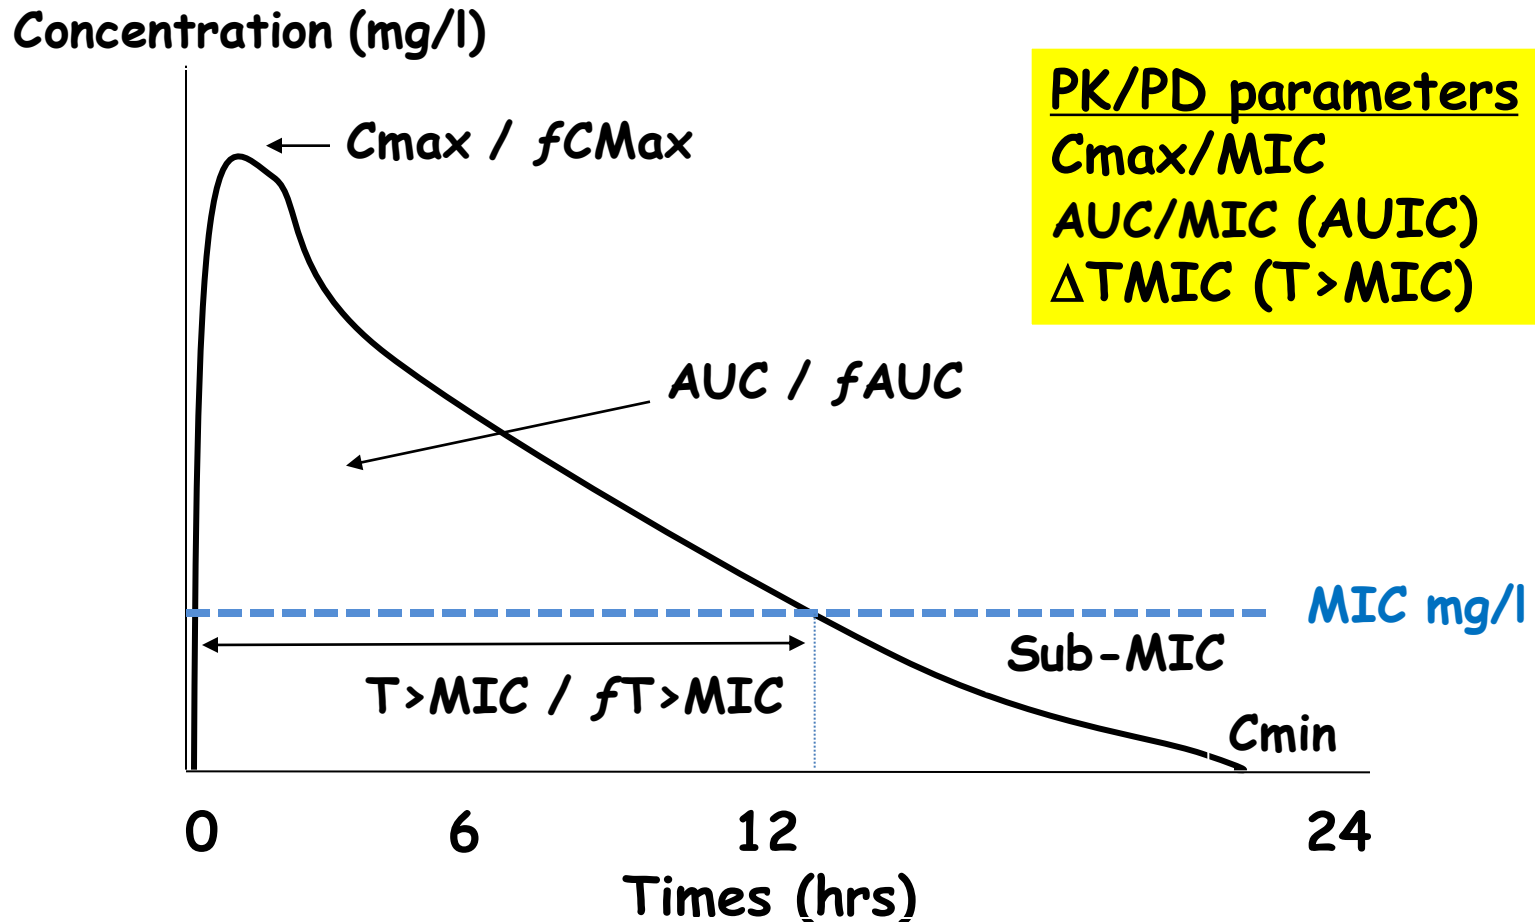 Concentration (mg/l)
PK/PD parameters
Cmax/MIC
AUC/MIC (AUIC)
ΔTMIC (T>MIC)
Cmax / ƒCMax
AUC / ƒAUC
MIC mg/l
Sub-MIC
T>MIC / ƒT>MIC
Cmin
0 6 12 24
Times (hrs)